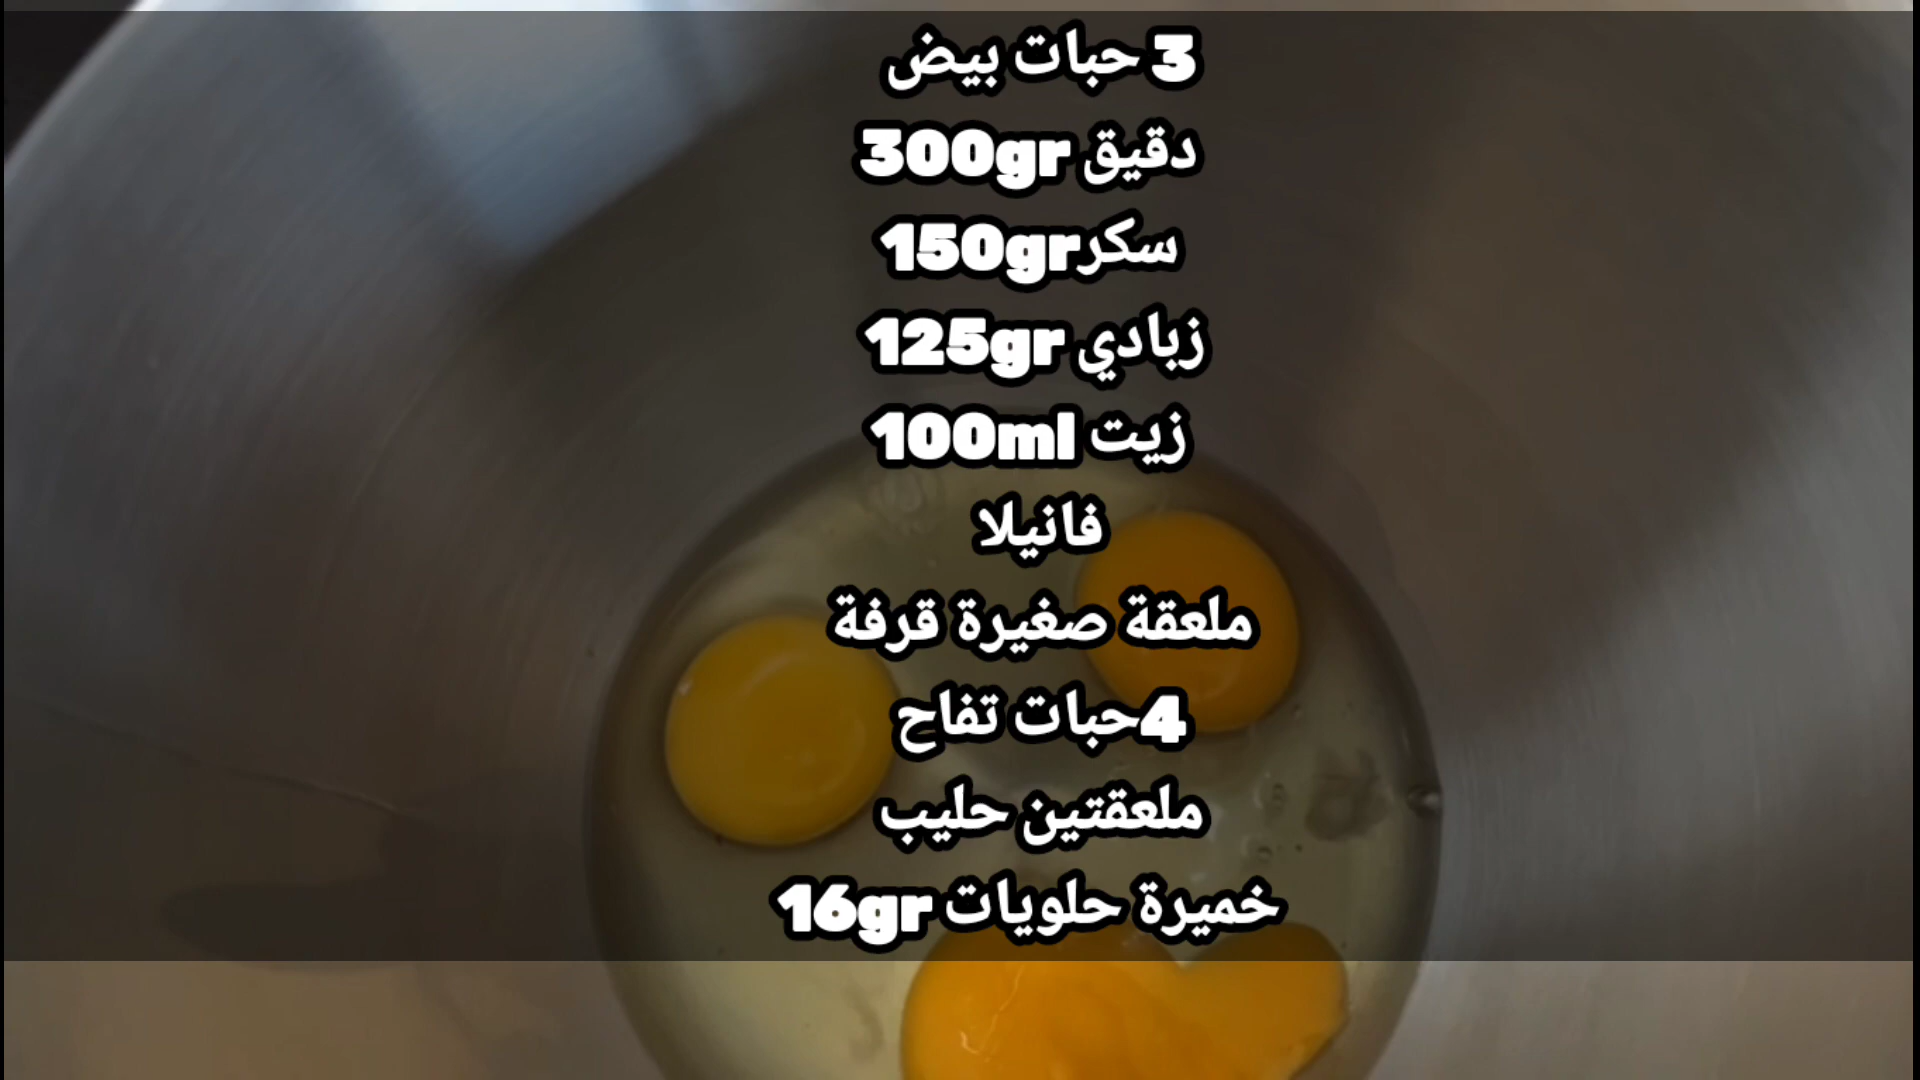 3 حبات بيض
دقيق 300gr
سكر150gr
زبادي 125gr
زيت 100ml
فانيلا
ملعقة صغيرة قرفة
4حبات تفاح
ملعقتين حليب
خميرة حلويات 16gr